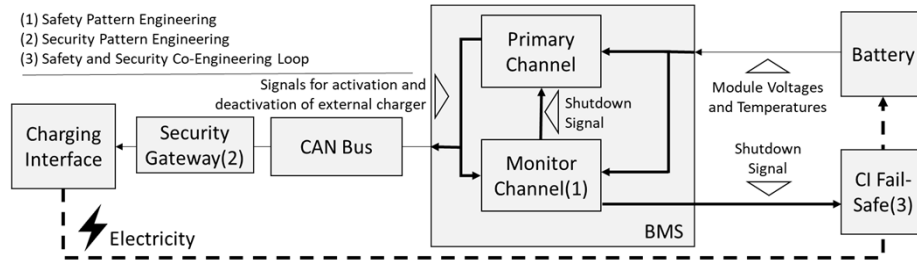 (1) Safety Pattern Engineering
(2) Security Pattern Engineering
(3) Safety and Security Co-Engineering Loop
Signals for activation and
deactivation of external charger
Primary
Channel
Battery
Module Voltages
and Temperatures
Shutdown
Signal
Charging
Interface
Security
Gateway(2)
CAN Bus
Monitor
Channel(1)
Shutdown
Signal
CI Fail-
Safe(3)
BMS
Electricity